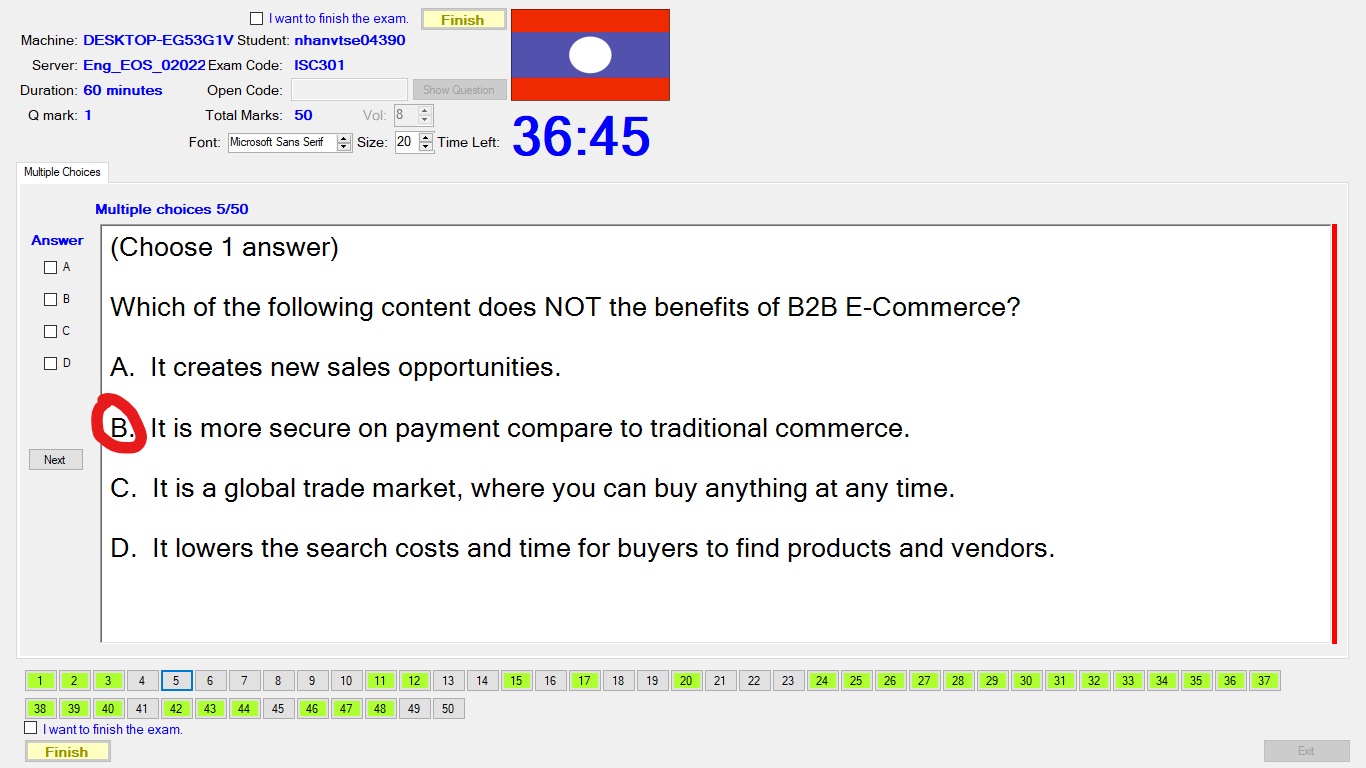 I want to finish the exam.
Finish
Machine: DESKTOP-EG53G1V Student: nhanvtse04390
Server: Eng_EOS_02022 Exam Code: ISC301
Duration: 60 minutes Open Code: Show Question
Q mark: 1 Total Marks: 50 Vol: 8
Font: Microsoft Sans Serif Size: 20 Time Left: 36:45
Multiple Choices
Multiple choices 5/50
Answer
A
B
C
D
Next
(Choose 1 answer)
Which of the following content does NOT the benefits of B2B E-Commerce?
A. It creates new sales opportunities.
B. It is more secure on payment compare to traditional commerce.
C. It is a global trade market, where you can buy anything at any time.
D. It lowers the search costs and time for buyers to find products and vendors.
1 2 3 4 5 6 7 8 9 10 11 12 13 14 15 16 17 18 19 20 21 22 23 24 25 26 27 28 29 30 31 32 33 34 35 36 37
38 39 40 41 42 43 44 45 46 47 48 49 50
I want to finish the exam.
Finish
Exit